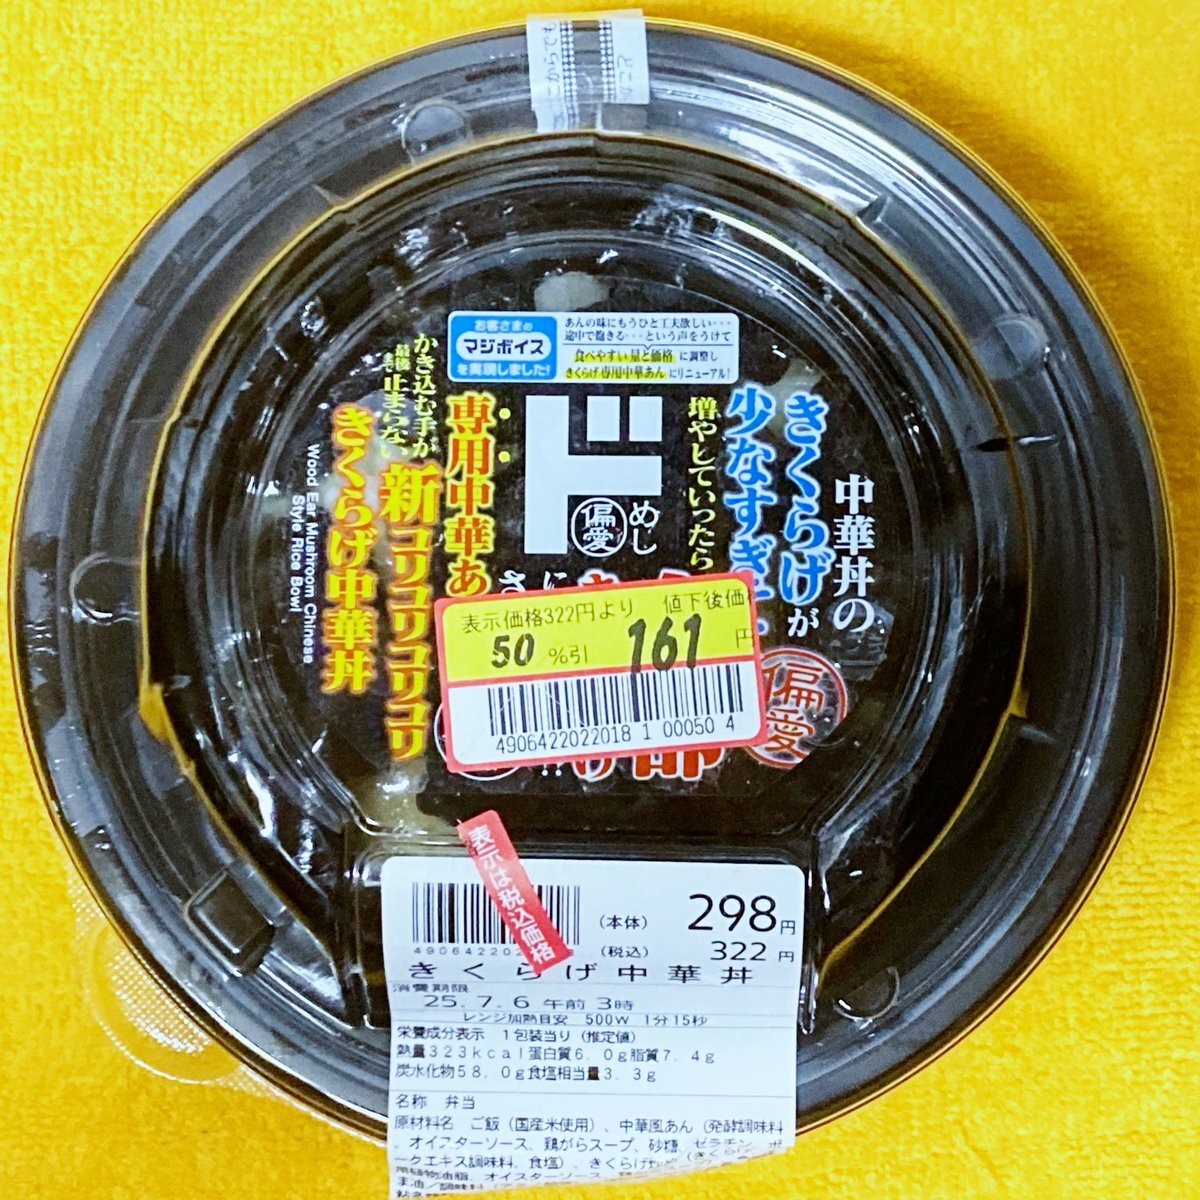 お客さまの
マジボイス
を実現しました!
あんの味にもうひと工夫欲しい・・・
途中で飽きる・・・という声をうけて
食べやすい量と価格に調整し
きくらげ専用中華あんにリニューアル!
中華丼の
きくらげが
少なすぎ
増やしていったら
ド
偏愛
めし
専用中華あ
かき込む手が
最後まで止まらない
新コリコリコリコリ
きくらげ中華丼
Wood Ear Mushroom Chinese
Style Rice Bowl
偏愛
表示価格322円より 値下後価
50%引 161円
4906422022018 1 00050 4
表示は税込価格
(本体) 298円
(税込) 322円
きくらげ中華丼
消費期限
25.7.6 午前 3時
レンジ加熱目安 500W 1分15秒
栄養成分表示 1包装当り(推定値)
熱量323kcal蛋白質6.0g脂質7.4g
炭水化物58.0g食塩相当量3.3g
名称 弁当
原材料名 ご飯(国産米使用)、中華風あん(発酵調味料
、オイスターソース、鶏がらスープ、砂糖、ゼラチン、ポ
ークエキス調味料、食塩)、きくらげ